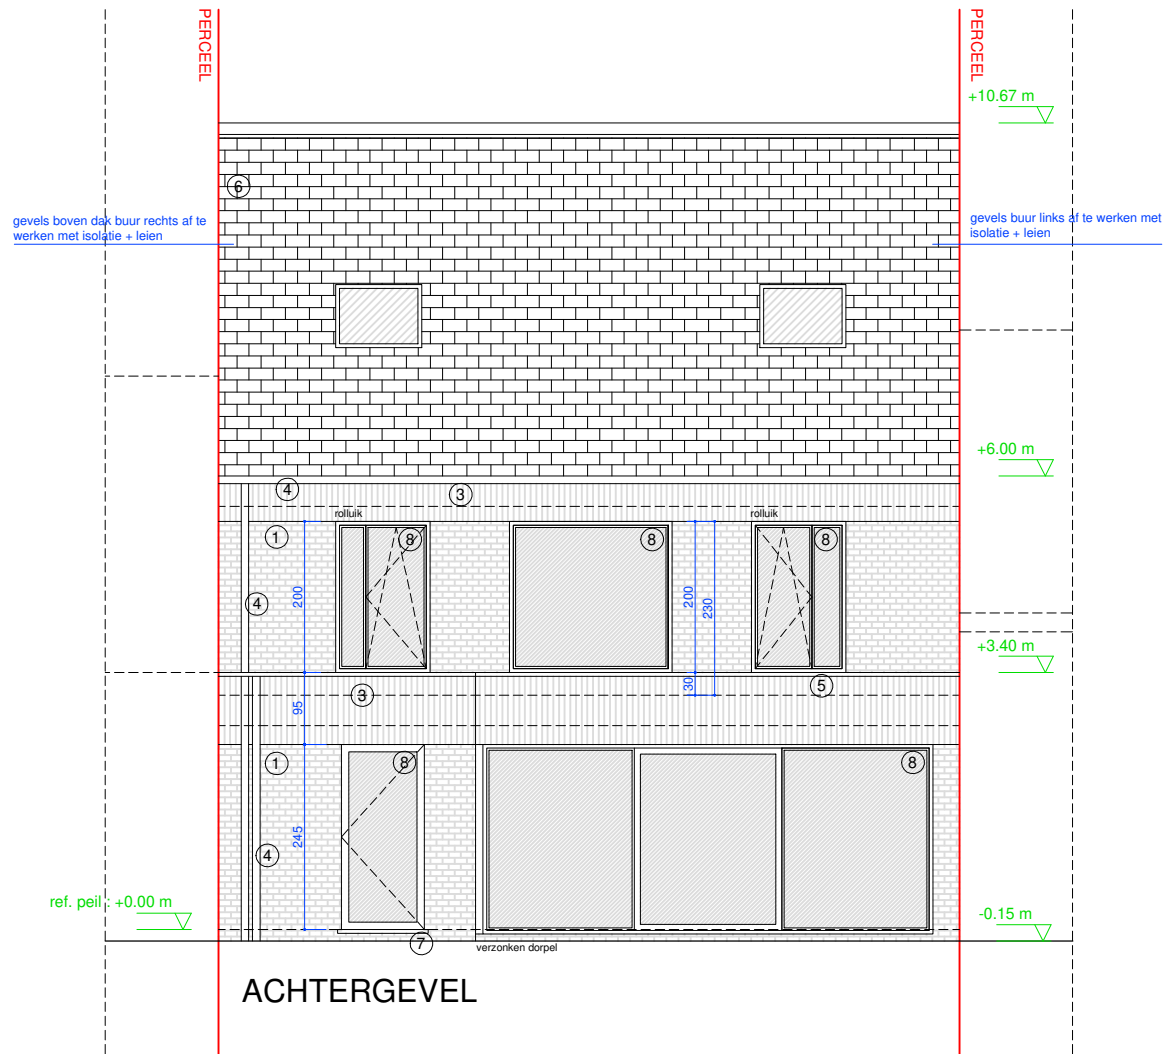 PERCEEL
PERCEEL
+10.67 m
6
gevels boven dak buur rechts af te
werken met isolatie + leien
gevels buur links af te werken met
isolatie + leien
+6.00 m
4
3
rolluik
rolluik
1
8
8
8
4
200
200
230
+3.40 m
3
30
5
95
1
8
8
245
4
ref. peil : +0.00 m
-0.15 m
7
verzonken dorpel
ACHTERGEVEL